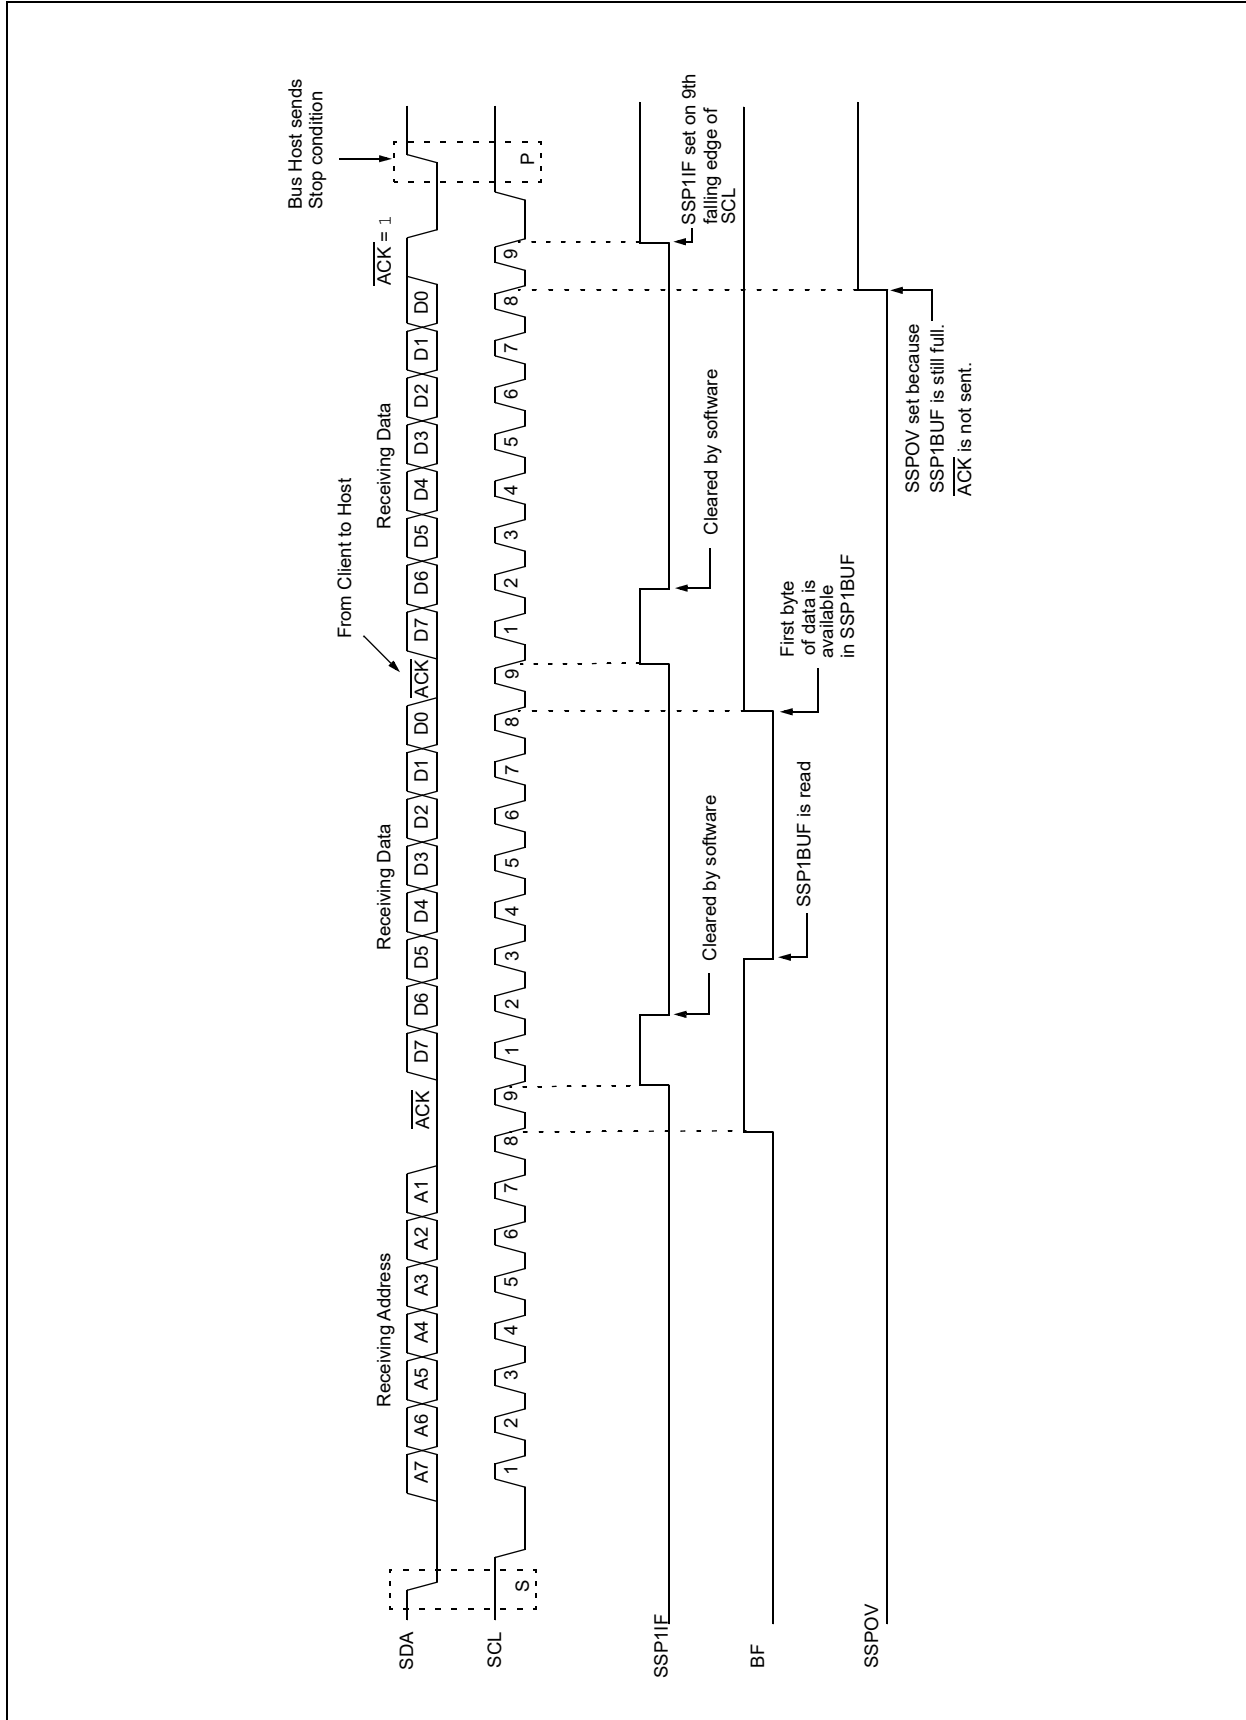 Bus Host sends
Stop condition
From Client to Host
Receiving Address
Receiving Data
Receiving Data
ACK = 1
SDA
A7 A6 A5 A4 A3 A2 A1
ACK
D7 D6 D5 D4 D3 D2 D1 D0
ACK
D7 D6 D5 D4 D3 D2 D1 D0
SCL
S
1 2 3 4 5 6 7 8 9
1 2 3 4 5 6 7 8 9
1 2 3 4 5 6 7 8 9
P
SSP1IF
Cleared by software
Cleared by software
SSP1IF set on 9th
falling edge of
SCL
BF
SSP1BUF is read
First byte
of data is
available
in SSP1BUF
SSPOV
SSPOV set because
SSP1BUF is still full.
ACK is not sent.